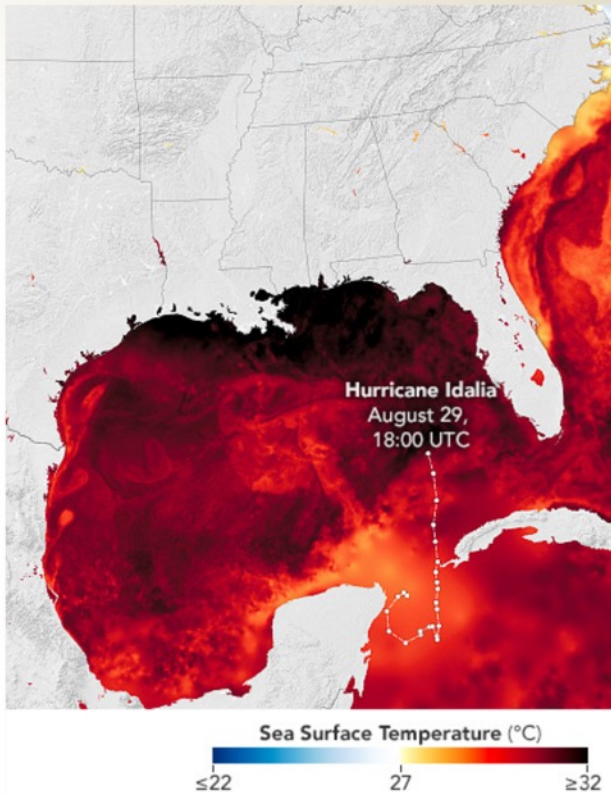 Hurricane Idalia
August 29,
18:00 UTC
Sea Surface Temperature (°C)
≤22 27 ≥32